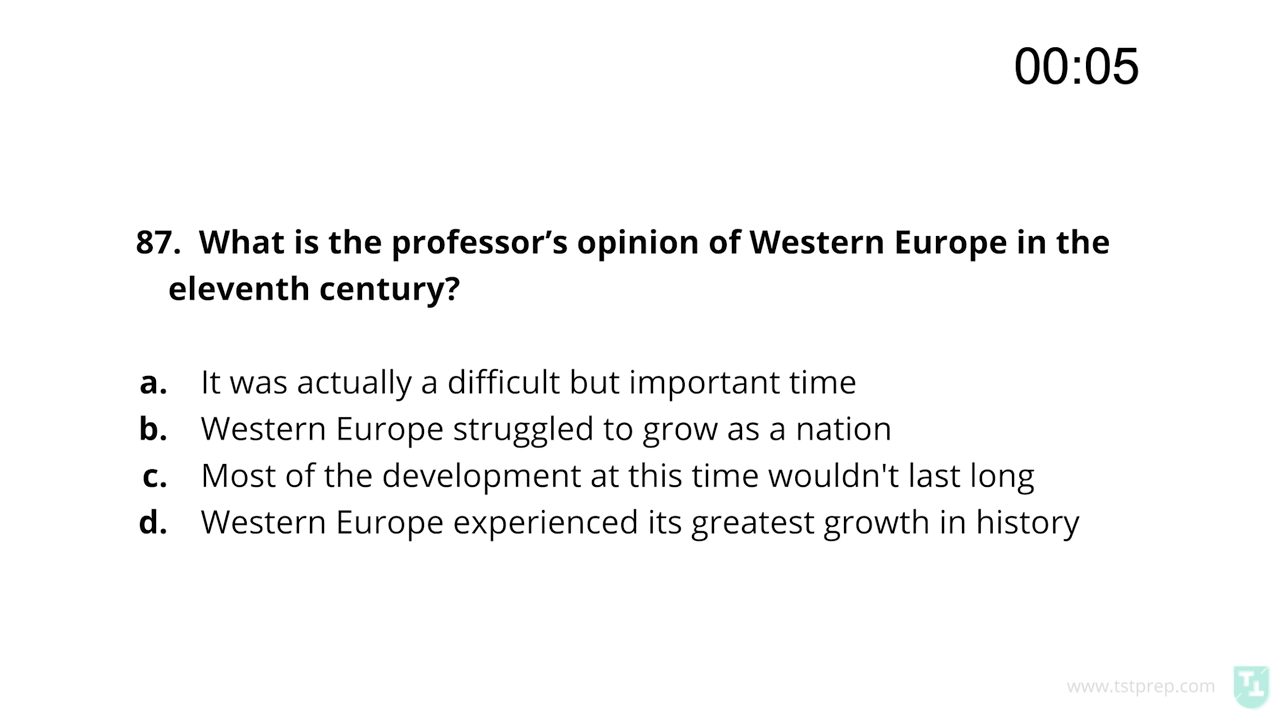 00:05
87. What is the professor’s opinion of Western Europe in the
eleventh century?
a. It was actually a difficult but important time
b. Western Europe struggled to grow as a nation
c. Most of the development at this time wouldn't last long
d. Western Europe experienced its greatest growth in history
www.tstprep.com